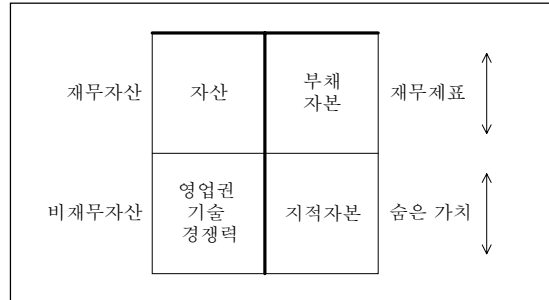 재무자산
자산
부채
자본
재무제표
비재무자산
영업권
기술
경쟁력
지적자본
숨은 가치